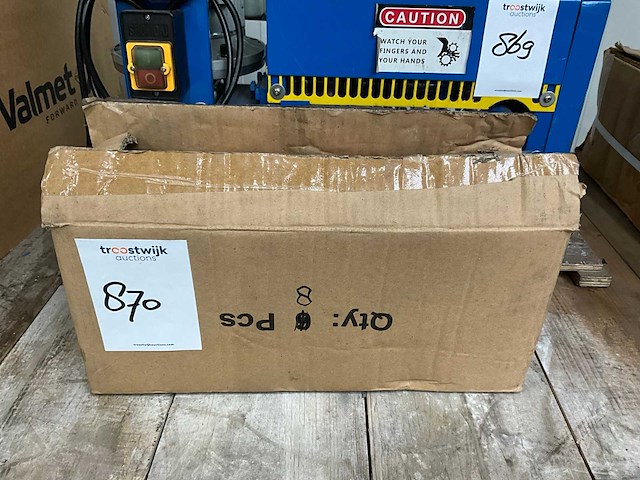 Valmet
FORWARD
CAUTION
WATCH YOUR
FINGERS AND
YOUR HANDS
troostwijk
auctions
869
troostwijk
auctions
870
Qty: 8 Pcs